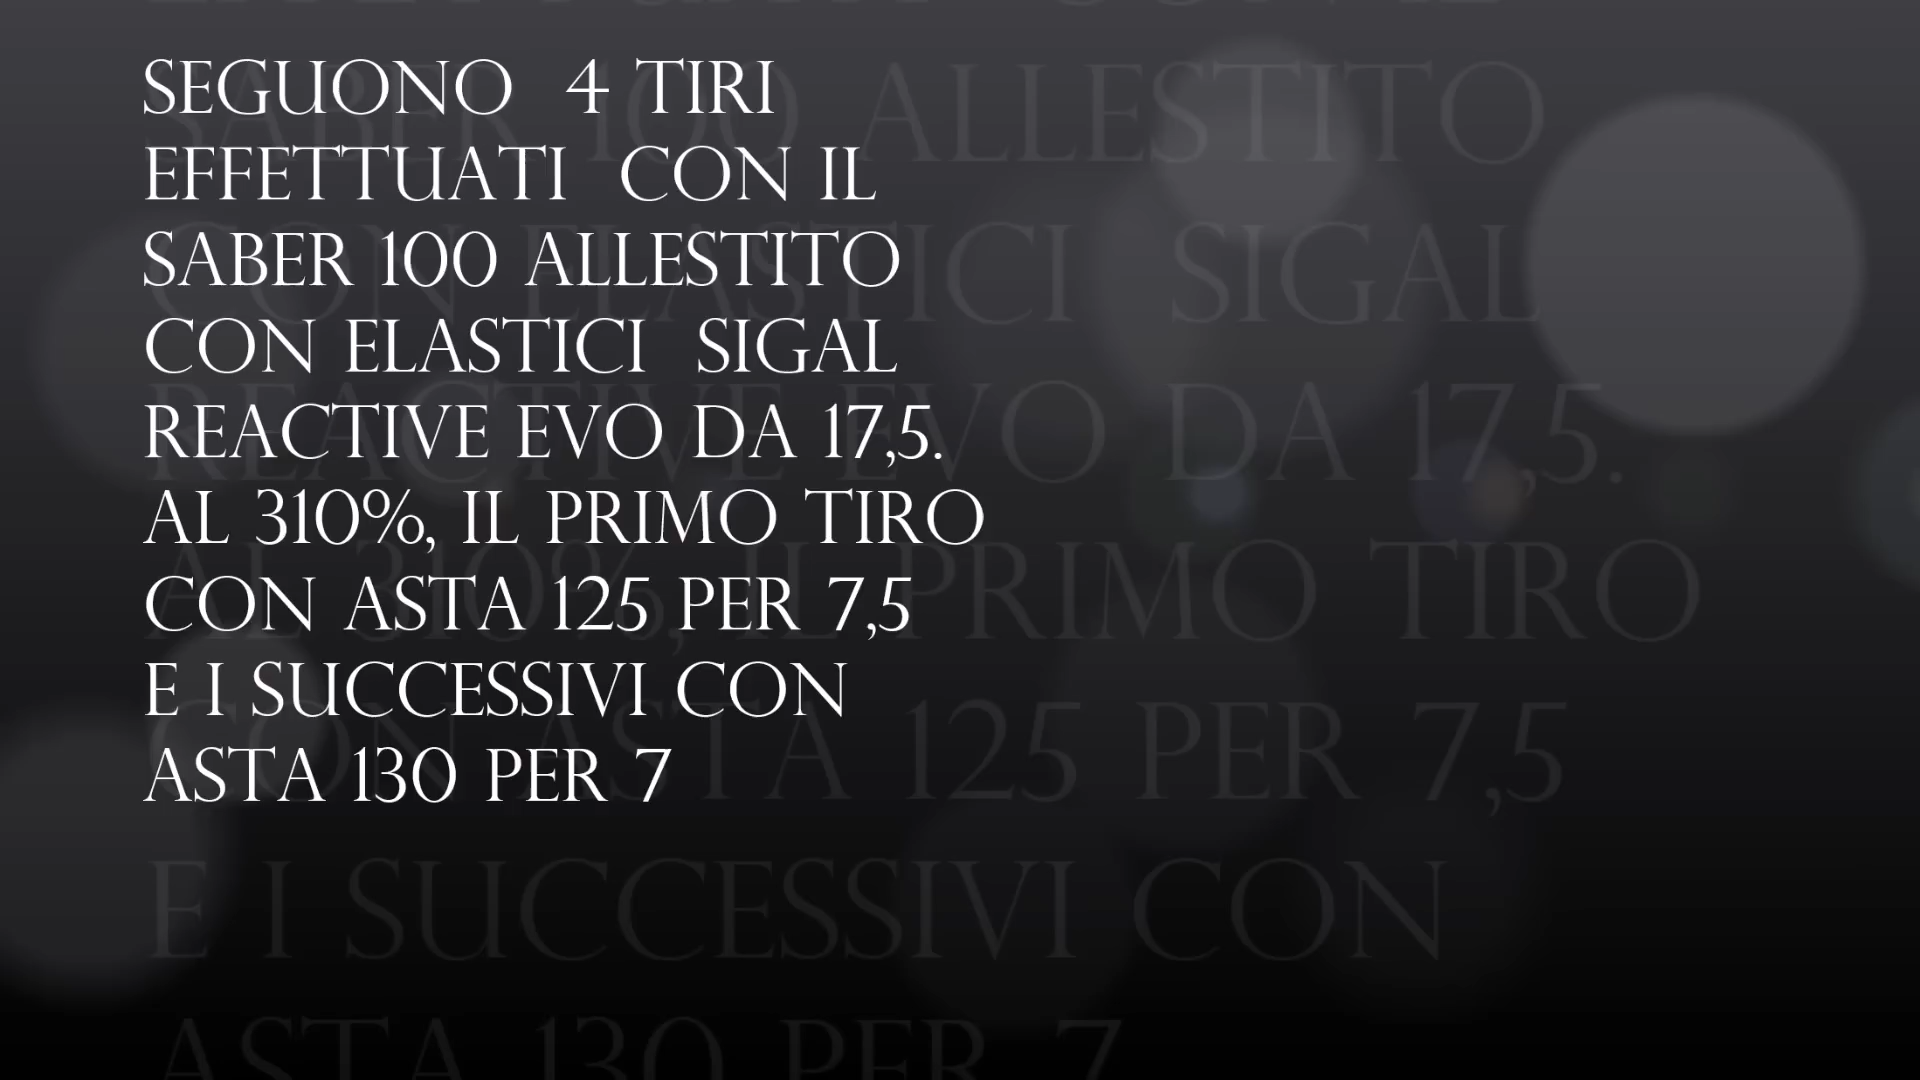 SEGUONO 4 TIRI
EFFETTUATI CON IL
SABER 100 ALLESTITO
CON ELASTICI SIGAL
REACTIVE EVO DA 17,5.
AL 310%, IL PRIMO TIRO
CON ASTA 125 PER 7,5
E I SUCCESSIVI CON
ASTA 130 PER 7